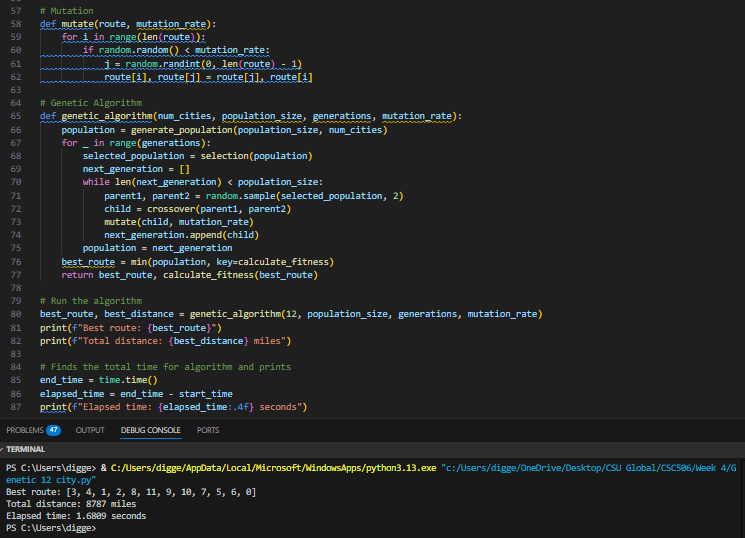 57 # Mutation
58 def mutate(route, mutation_rate):
59 for i in range(len(route)):
60 if random.random() < mutation_rate:
61 j = random.randint(0, len(route) - 1)
62 route[i], route[j] = route[j], route[i]
63
64 # Genetic Algorithm
65 def genetic_algorithm(num_cities, population_size, generations, mutation_rate):
66 population = generate_population(population_size, num_cities)
67 for _ in range(generations):
68 selected_population = selection(population)
69 next_generation = []
70 while len(next_generation) < population_size:
71 parent1, parent2 = random.sample(selected_population, 2)
72 child = crossover(parent1, parent2)
73 mutate(child, mutation_rate)
74 next_generation.append(child)
75 population = next_generation
76 best_route = min(population, key=calculate_fitness)
77 return best_route, calculate_fitness(best_route)
78
79 # Run the algorithm
80 best_route, best_distance = genetic_algorithm(12, population_size, generations, mutation_rate)
81 print(f"Best route: {best_route}")
82 print(f"Total distance: {best_distance} miles")
83
84 # Finds the total time for algorithm and prints
85 end_time = time.time()
86 elapsed_time = end_time - start_time
87 print(f"Elapsed time: {elapsed_time:.4f} seconds")
PROBLEMS 47 OUTPUT DEBUG CONSOLE PORTS
TERMINAL
PS C:\Users\digge> & C:/Users/digge/AppData/Local/Microsoft/WindowsApps/python3.13.exe "c:/Users/digge/OneDrive/Desktop/CSU Global/CSC506/Week 4/G
enetic 12 city.py"
Best route: [3, 4, 1, 2, 8, 11, 9, 10, 7, 5, 6, 0]
Total distance: 8787 miles
Elapsed time: 1.6809 seconds
PS C:\Users\digge>